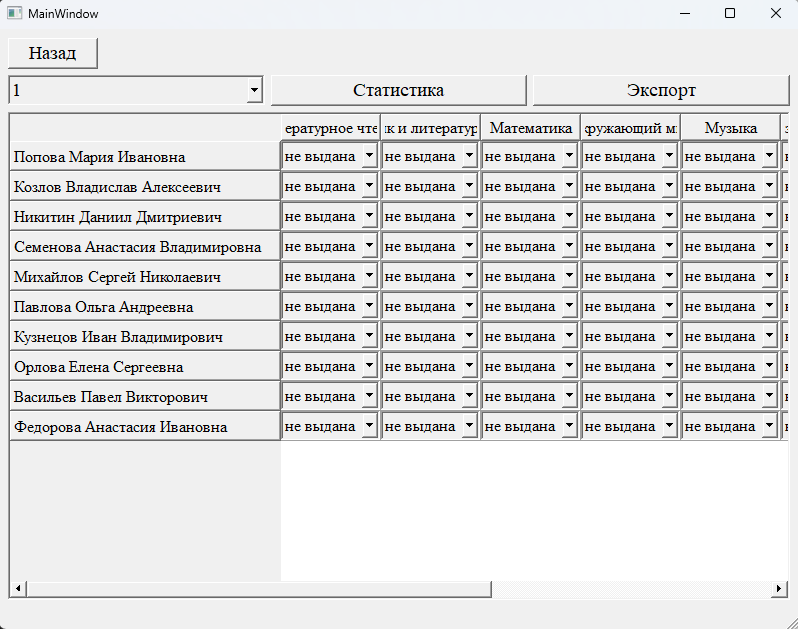 MainWindow
Назад
1 Статистика Экспорт
Математика Музыка
Попова Мария Ивановна не выдана не выдана не выдана не выдана не выдана
Козлов Владислав Алексеевич не выдана не выдана не выдана не выдана не выдана
Никитин Даниил Дмитриевич не выдана не выдана не выдана не выдана не выдана
Семенова Анастасия Владимировна не выдана не выдана не выдана не выдана не выдана
Михайлов Сергей Николаевич не выдана не выдана не выдана не выдана не выдана
Павлова Ольга Андреевна не выдана не выдана не выдана не выдана не выдана
Кузнецов Иван Владимирович не выдана не выдана не выдана не выдана не выдана
Орлова Елена Сергеевна не выдана не выдана не выдана не выдана не выдана
Васильев Павел Викторович не выдана не выдана не выдана не выдана не выдана
Федорова Анастасия Ивановна не выдана не выдана не выдана не выдана не выдана